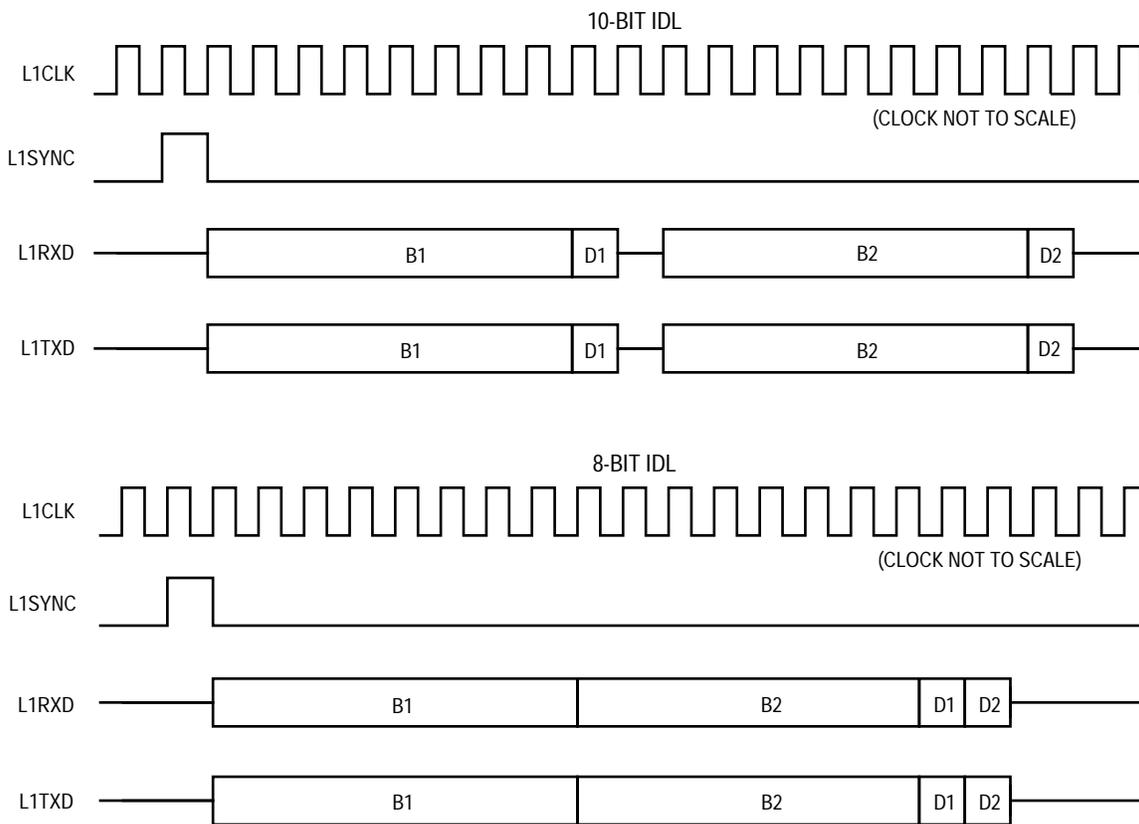 10-BIT IDL
L1CLK
(CLOCK NOT TO SCALE)
L1SYNC
L1RXD B1 D1 B2 D2
L1TXD B1 D1 B2 D2
8-BIT IDL
L1CLK
(CLOCK NOT TO SCALE)
L1SYNC
L1RXD B1 B2 D1 D2
L1TXD B1 B2 D1 D2